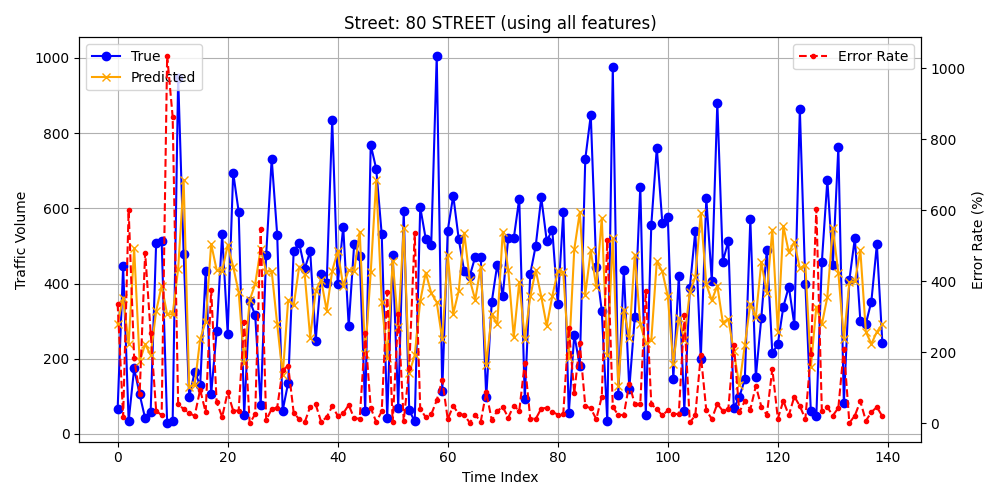 Street: 80 STREET (using all features)
True
Predicted
Error Rate
Traffic Volume
1000
800
600
400
200
0
1000
800
600
400
200
0
Error Rate (%)
0 20 40 60 80 100 120 140
Time Index